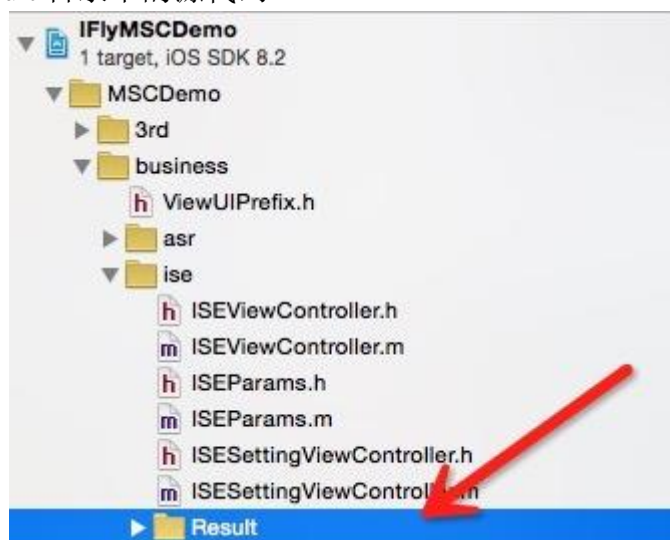 IFlyMSCDemo
1 target, iOS SDK 8.2
MSCDemo
3rd
business
h ViewUIPrefix.h
asr
ise
h ISEViewController.h
m ISEViewController.m
h ISEParams.h
m ISEParams.m
h ISESettingViewController.h
m ISESettingViewController.m
Result